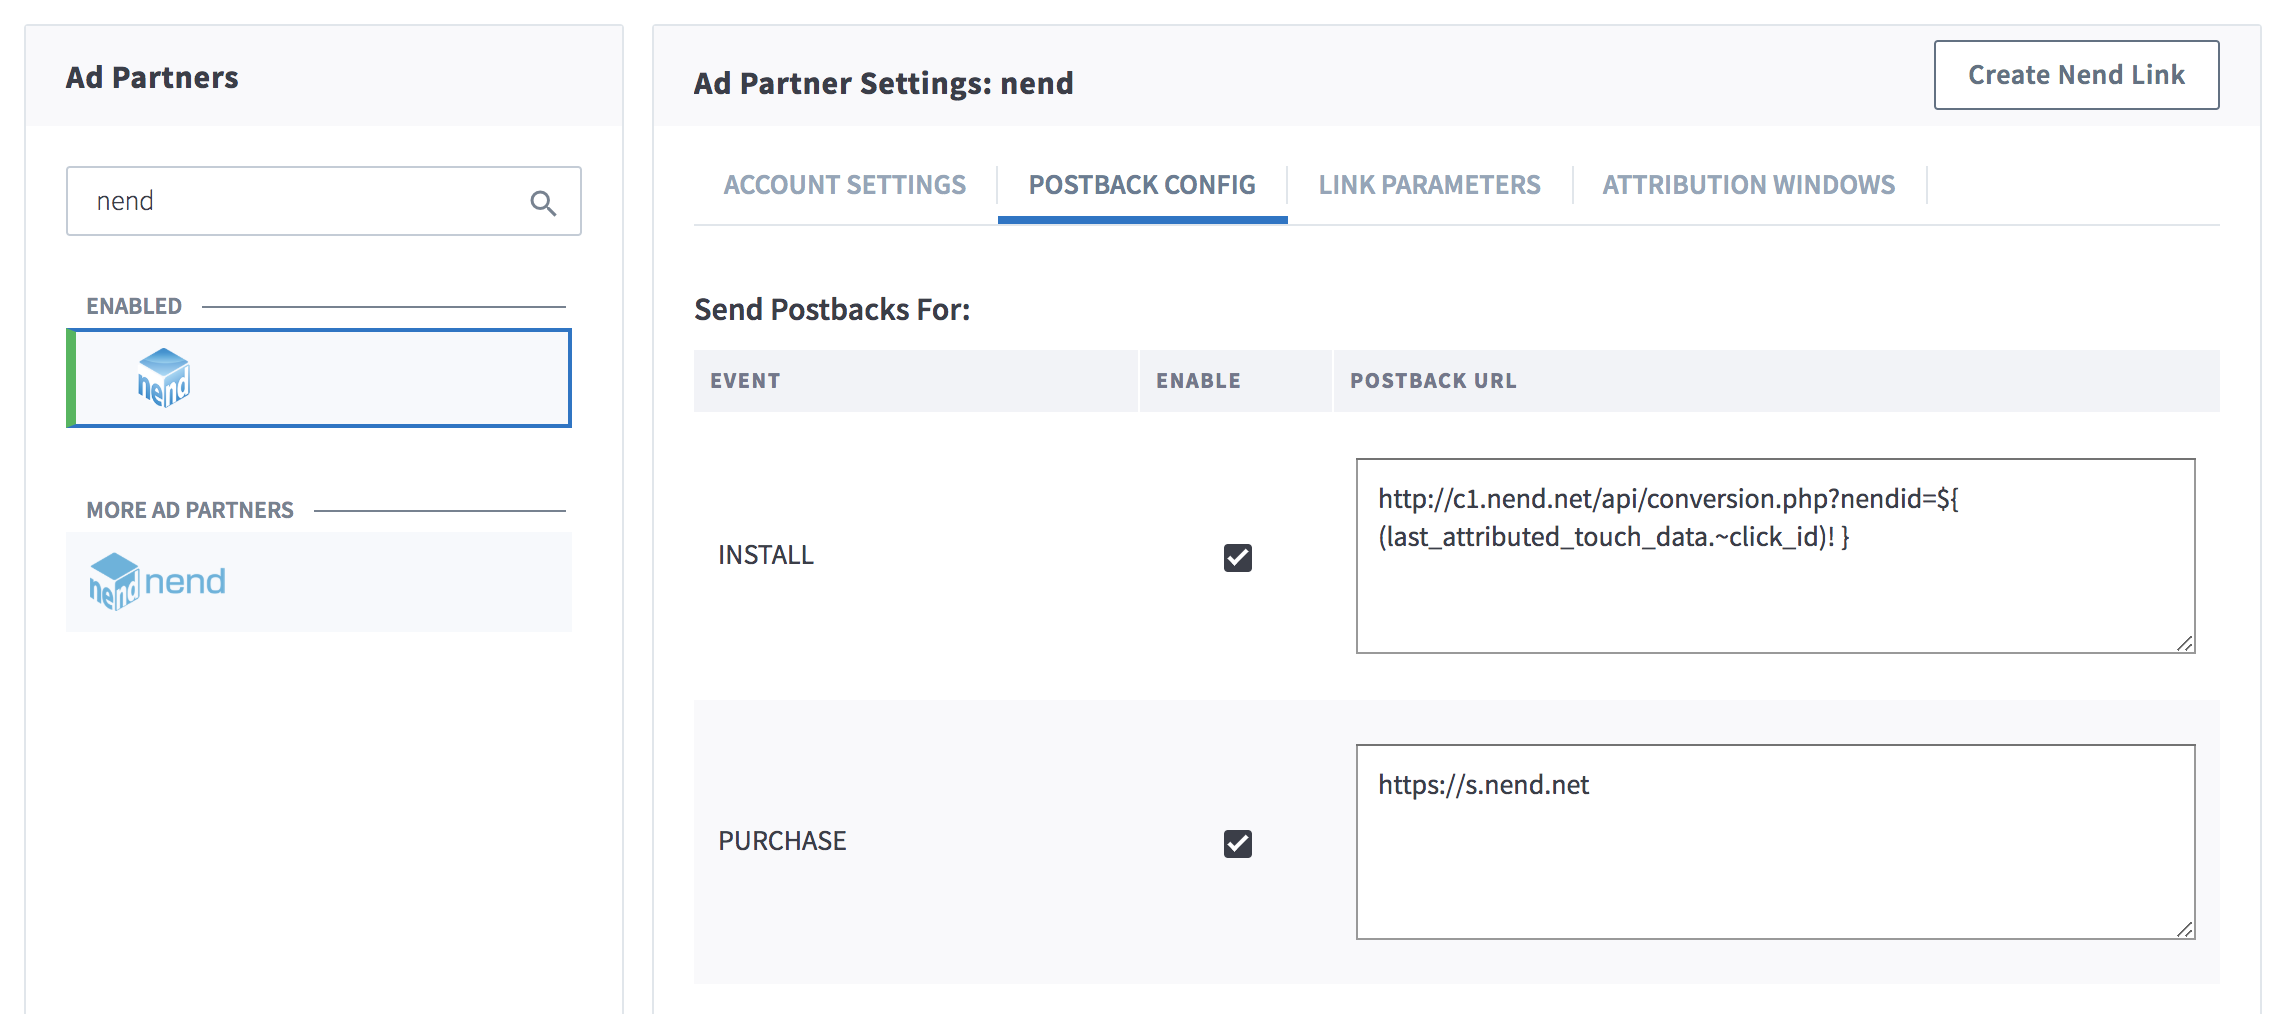 Ad Partners
nend
ENABLED
nend
MORE AD PARTNERS
nend nend
Ad Partner Settings: nend
Create Nend Link
ACCOUNT SETTINGS
POSTBACK CONFIG
LINK PARAMETERS
ATTRIBUTION WINDOWS
Send Postbacks For:
EVENT
ENABLE
POSTBACK URL
INSTALL
http://c1.nend.net/api/conversion.php?nendid=${
(last_attributed_touch_data.~click_id)! }
PURCHASE
https://s.nend.net